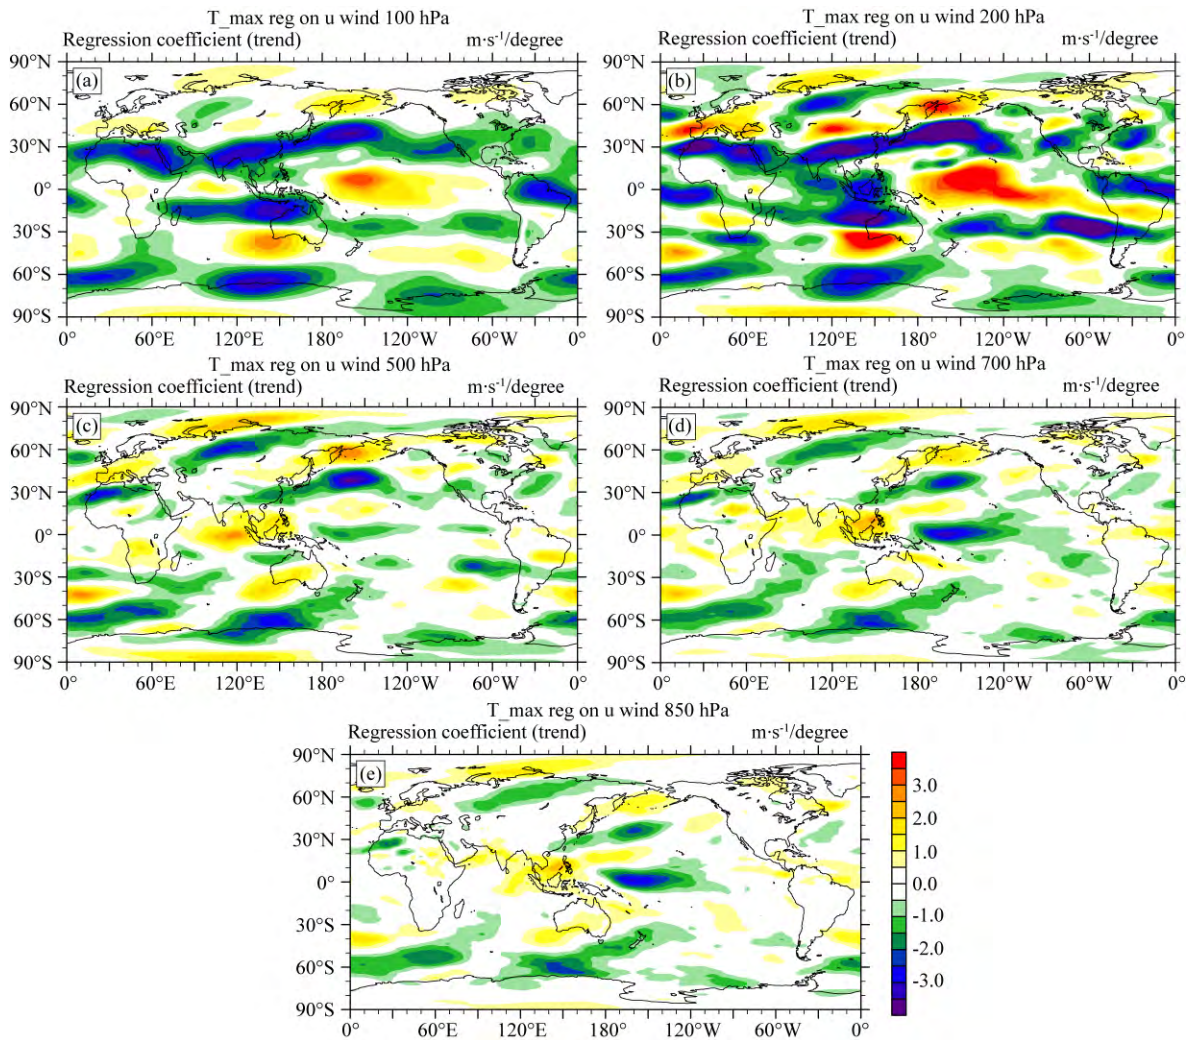 T_max reg on u wind 100 hPa
Regression coefficient (trend) m·s⁻¹/degree
(a)
90°N
60°N
30°N
0°
30°S
60°S
90°S
0° 60°E 120°E 180° 120°W 60°W 0°
T_max reg on u wind 200 hPa
Regression coefficient (trend) m·s⁻¹/degree
(b)
90°N
60°N
30°N
0°
30°S
60°S
90°S
0° 60°E 120°E 180° 120°W 60°W 0°
T_max reg on u wind 500 hPa
Regression coefficient (trend) m·s⁻¹/degree
(c)
90°N
60°N
30°N
0°
30°S
60°S
90°S
0° 60°E 120°E 180° 120°W 60°W 0°
T_max reg on u wind 700 hPa
Regression coefficient (trend) m·s⁻¹/degree
(d)
90°N
60°N
30°N
0°
30°S
60°S
90°S
0° 60°E 120°E 180° 120°W 60°W 0°
T_max reg on u wind 850 hPa
Regression coefficient (trend) m·s⁻¹/degree
(e)
90°N
60°N
30°N
0°
30°S
60°S
90°S
0° 60°E 120°E 180° 120°W 60°W 0°
3.0
2.0
1.0
0.0
-1.0
-2.0
-3.0